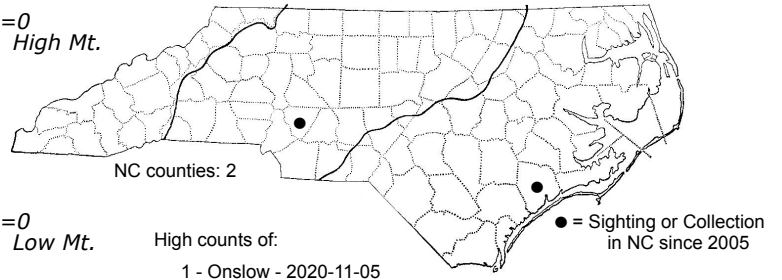 =0
High Mt.
NC counties: 2
=0
Low Mt.
High counts of:
1 - Onslow - 2020-11-05
● = Sighting or Collection
in NC since 2005